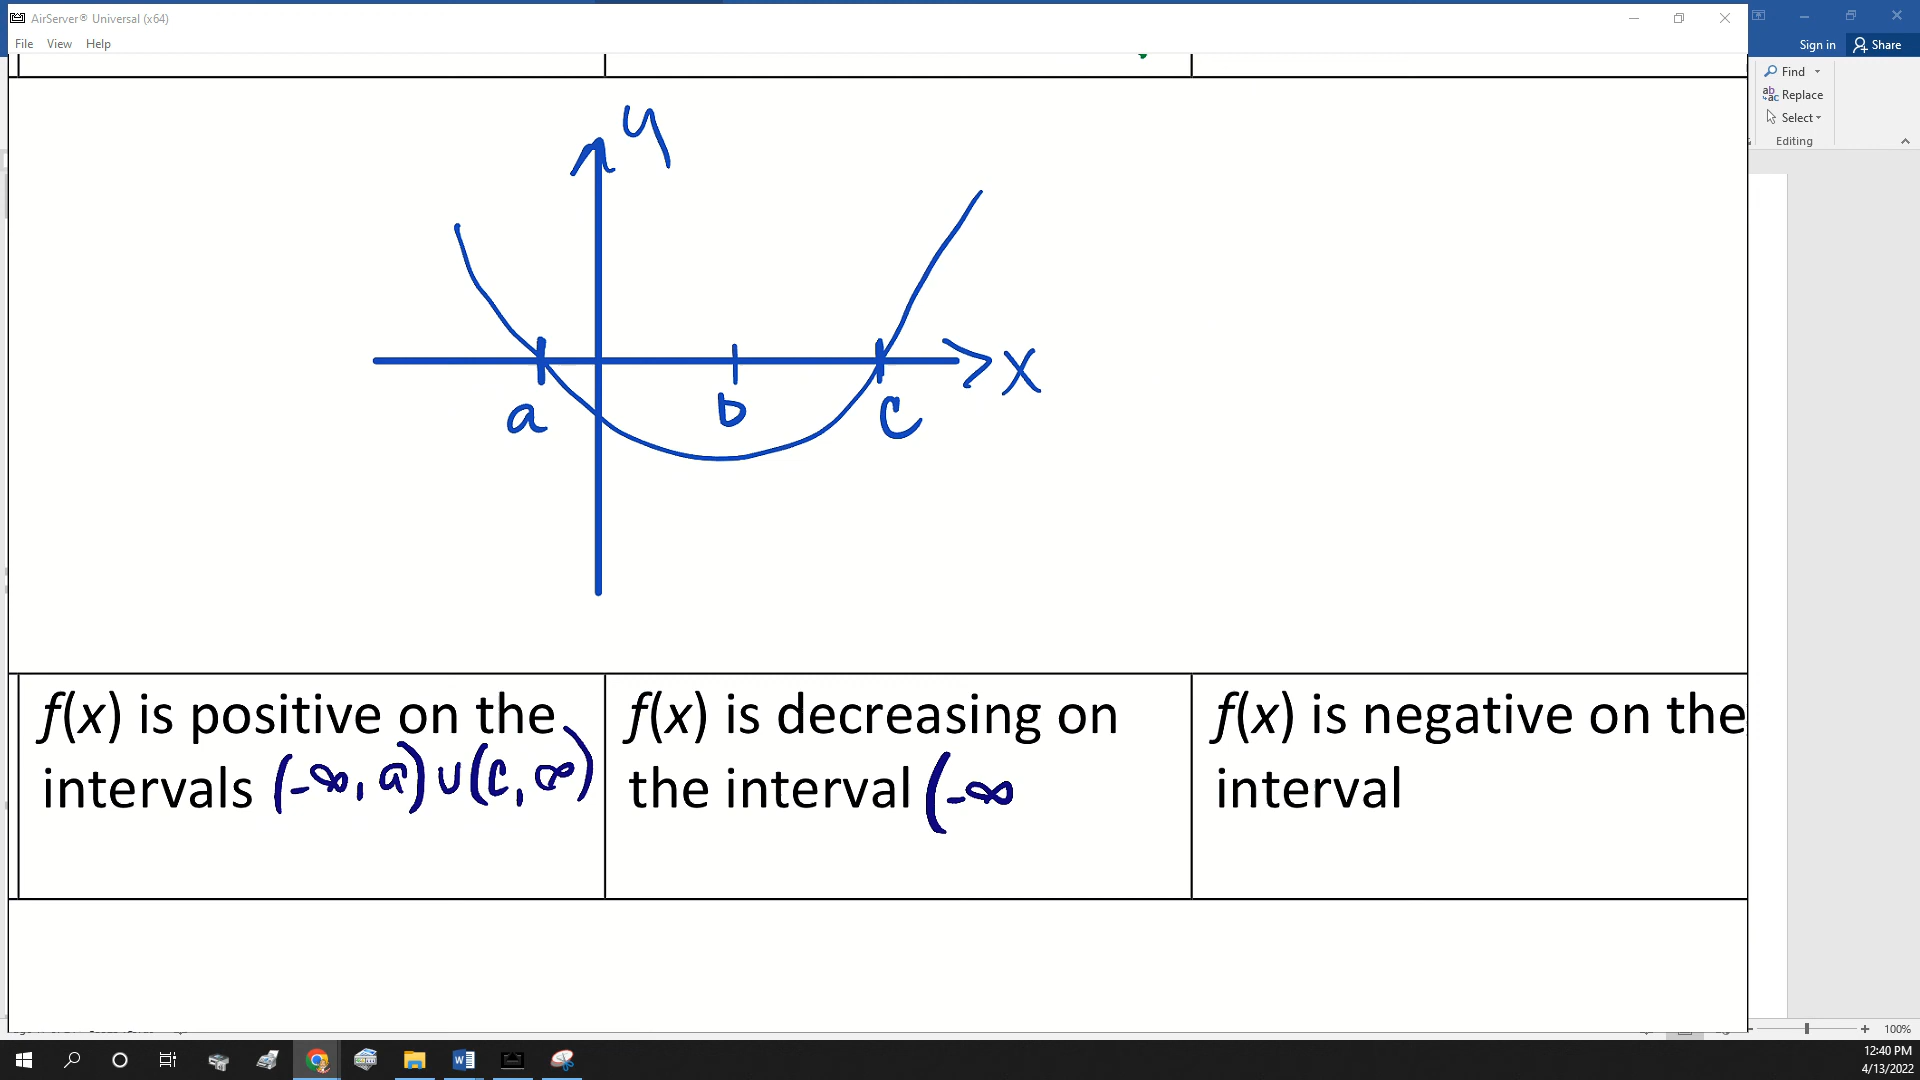 AirServer® Universal (x64)
File View Help
Sign in Share
Find
Replace
Select
Editing
y
x
a b c
f(x) is positive on the
intervals (-∞, a) ∪ (c, ∞)
f(x) is decreasing on
the interval (-∞
f(x) is negative on the
interval
100%
12:40 PM
4/13/2022